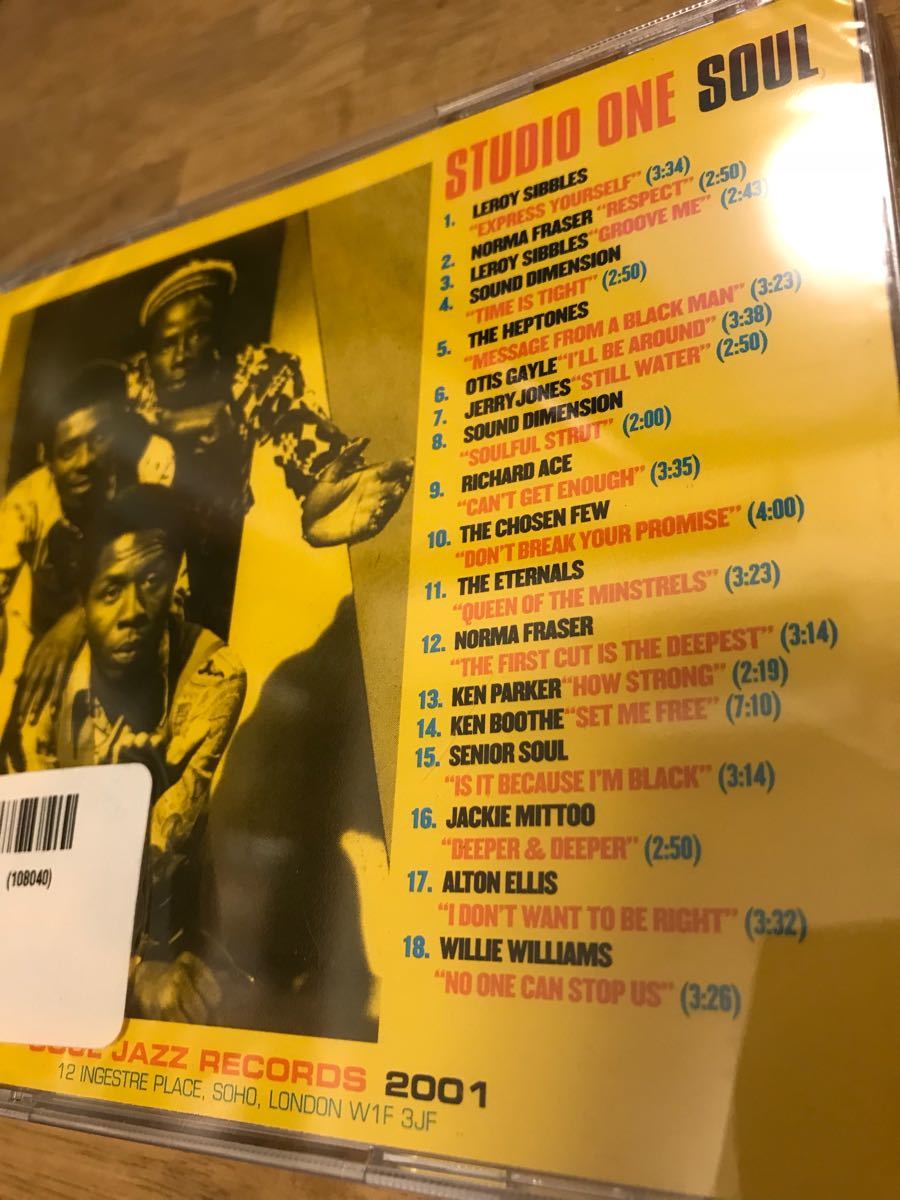 STUDIO ONE SOUL
1. LEROY SIBBLES
"EXPRESS YOURSELF" (3:34)
2. NORMA FRASER "RESPECT" (2:50)
3. LEROY SIBBLES "GROOVE ME" (2:43)
4. SOUND DIMENSION
"TIME IS TIGHT" (2:50)
5. THE HEPTONES
"MESSAGE FROM A BLACK MAN" (3:23)
6. OTIS GAYLE "I'LL BE AROUND" (3:38)
7. JERRY JONES "STILL WATER" (2:50)
8. SOUND DIMENSION
"SOULFUL STRUT" (2:00)
9. RICHARD ACE
"CAN'T GET ENOUGH" (3:35)
10. THE CHOSEN FEW
"DON'T BREAK YOUR PROMISE" (4:00)
11. THE ETERNALS
"QUEEN OF THE MINSTRELS" (3:23)
12. NORMA FRASER
"THE FIRST CUT IS THE DEEPEST" (3:14)
13. KEN PARKER "HOW STRONG" (2:19)
14. KEN BOOTHE "SET ME FREE" (7:10)
15. SENIOR SOUL
"IS IT BECAUSE I'M BLACK" (3:14)
16. JACKIE MITTOO
"DEEPER & DEEPER" (2:50)
17. ALTON ELLIS
"I DON'T WANT TO BE RIGHT" (3:32)
18. WILLIE WILLIAMS
"NO ONE CAN STOP US" (3:26)
(108040)
SOUL JAZZ RECORDS 2001
12 INGESTRE PLACE, SOHO, LONDON W1F 3JF